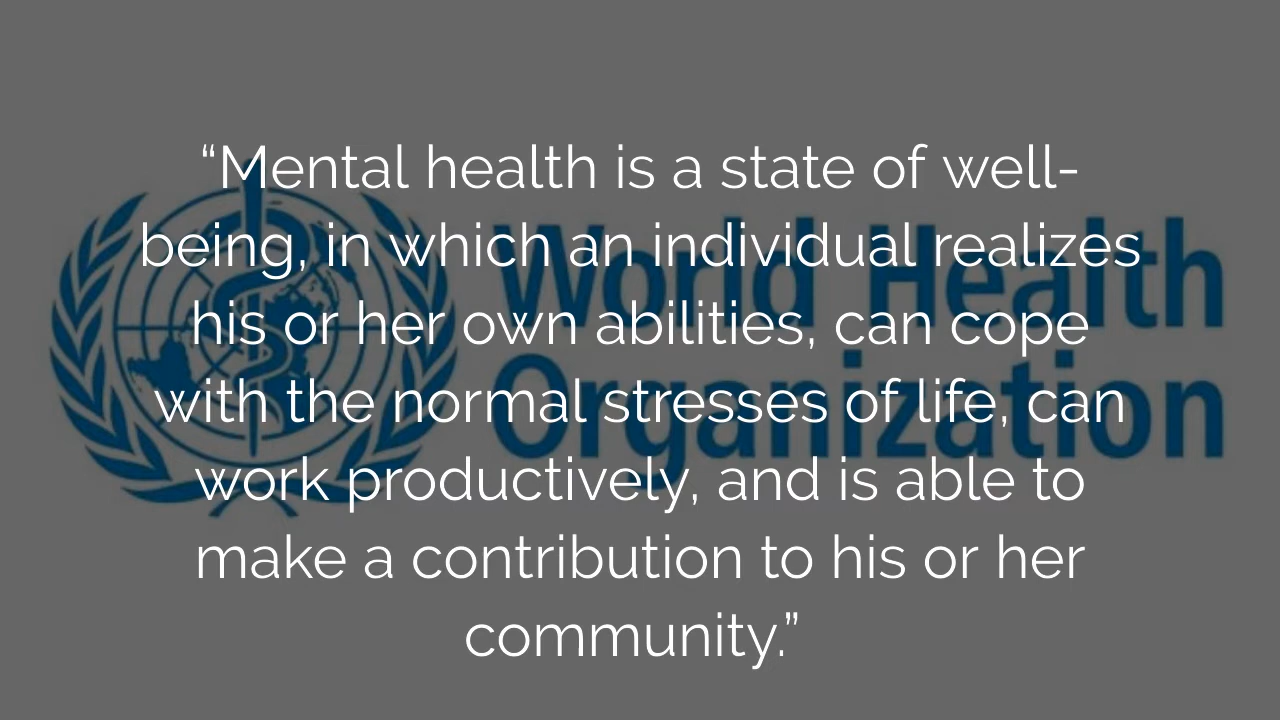 “Mental health is a state of well-
being, in which an individual realizes
his or her own abilities, can cope
with the normal stresses of life, can
work productively, and is able to
make a contribution to his or her
community.”
World Health
Organization